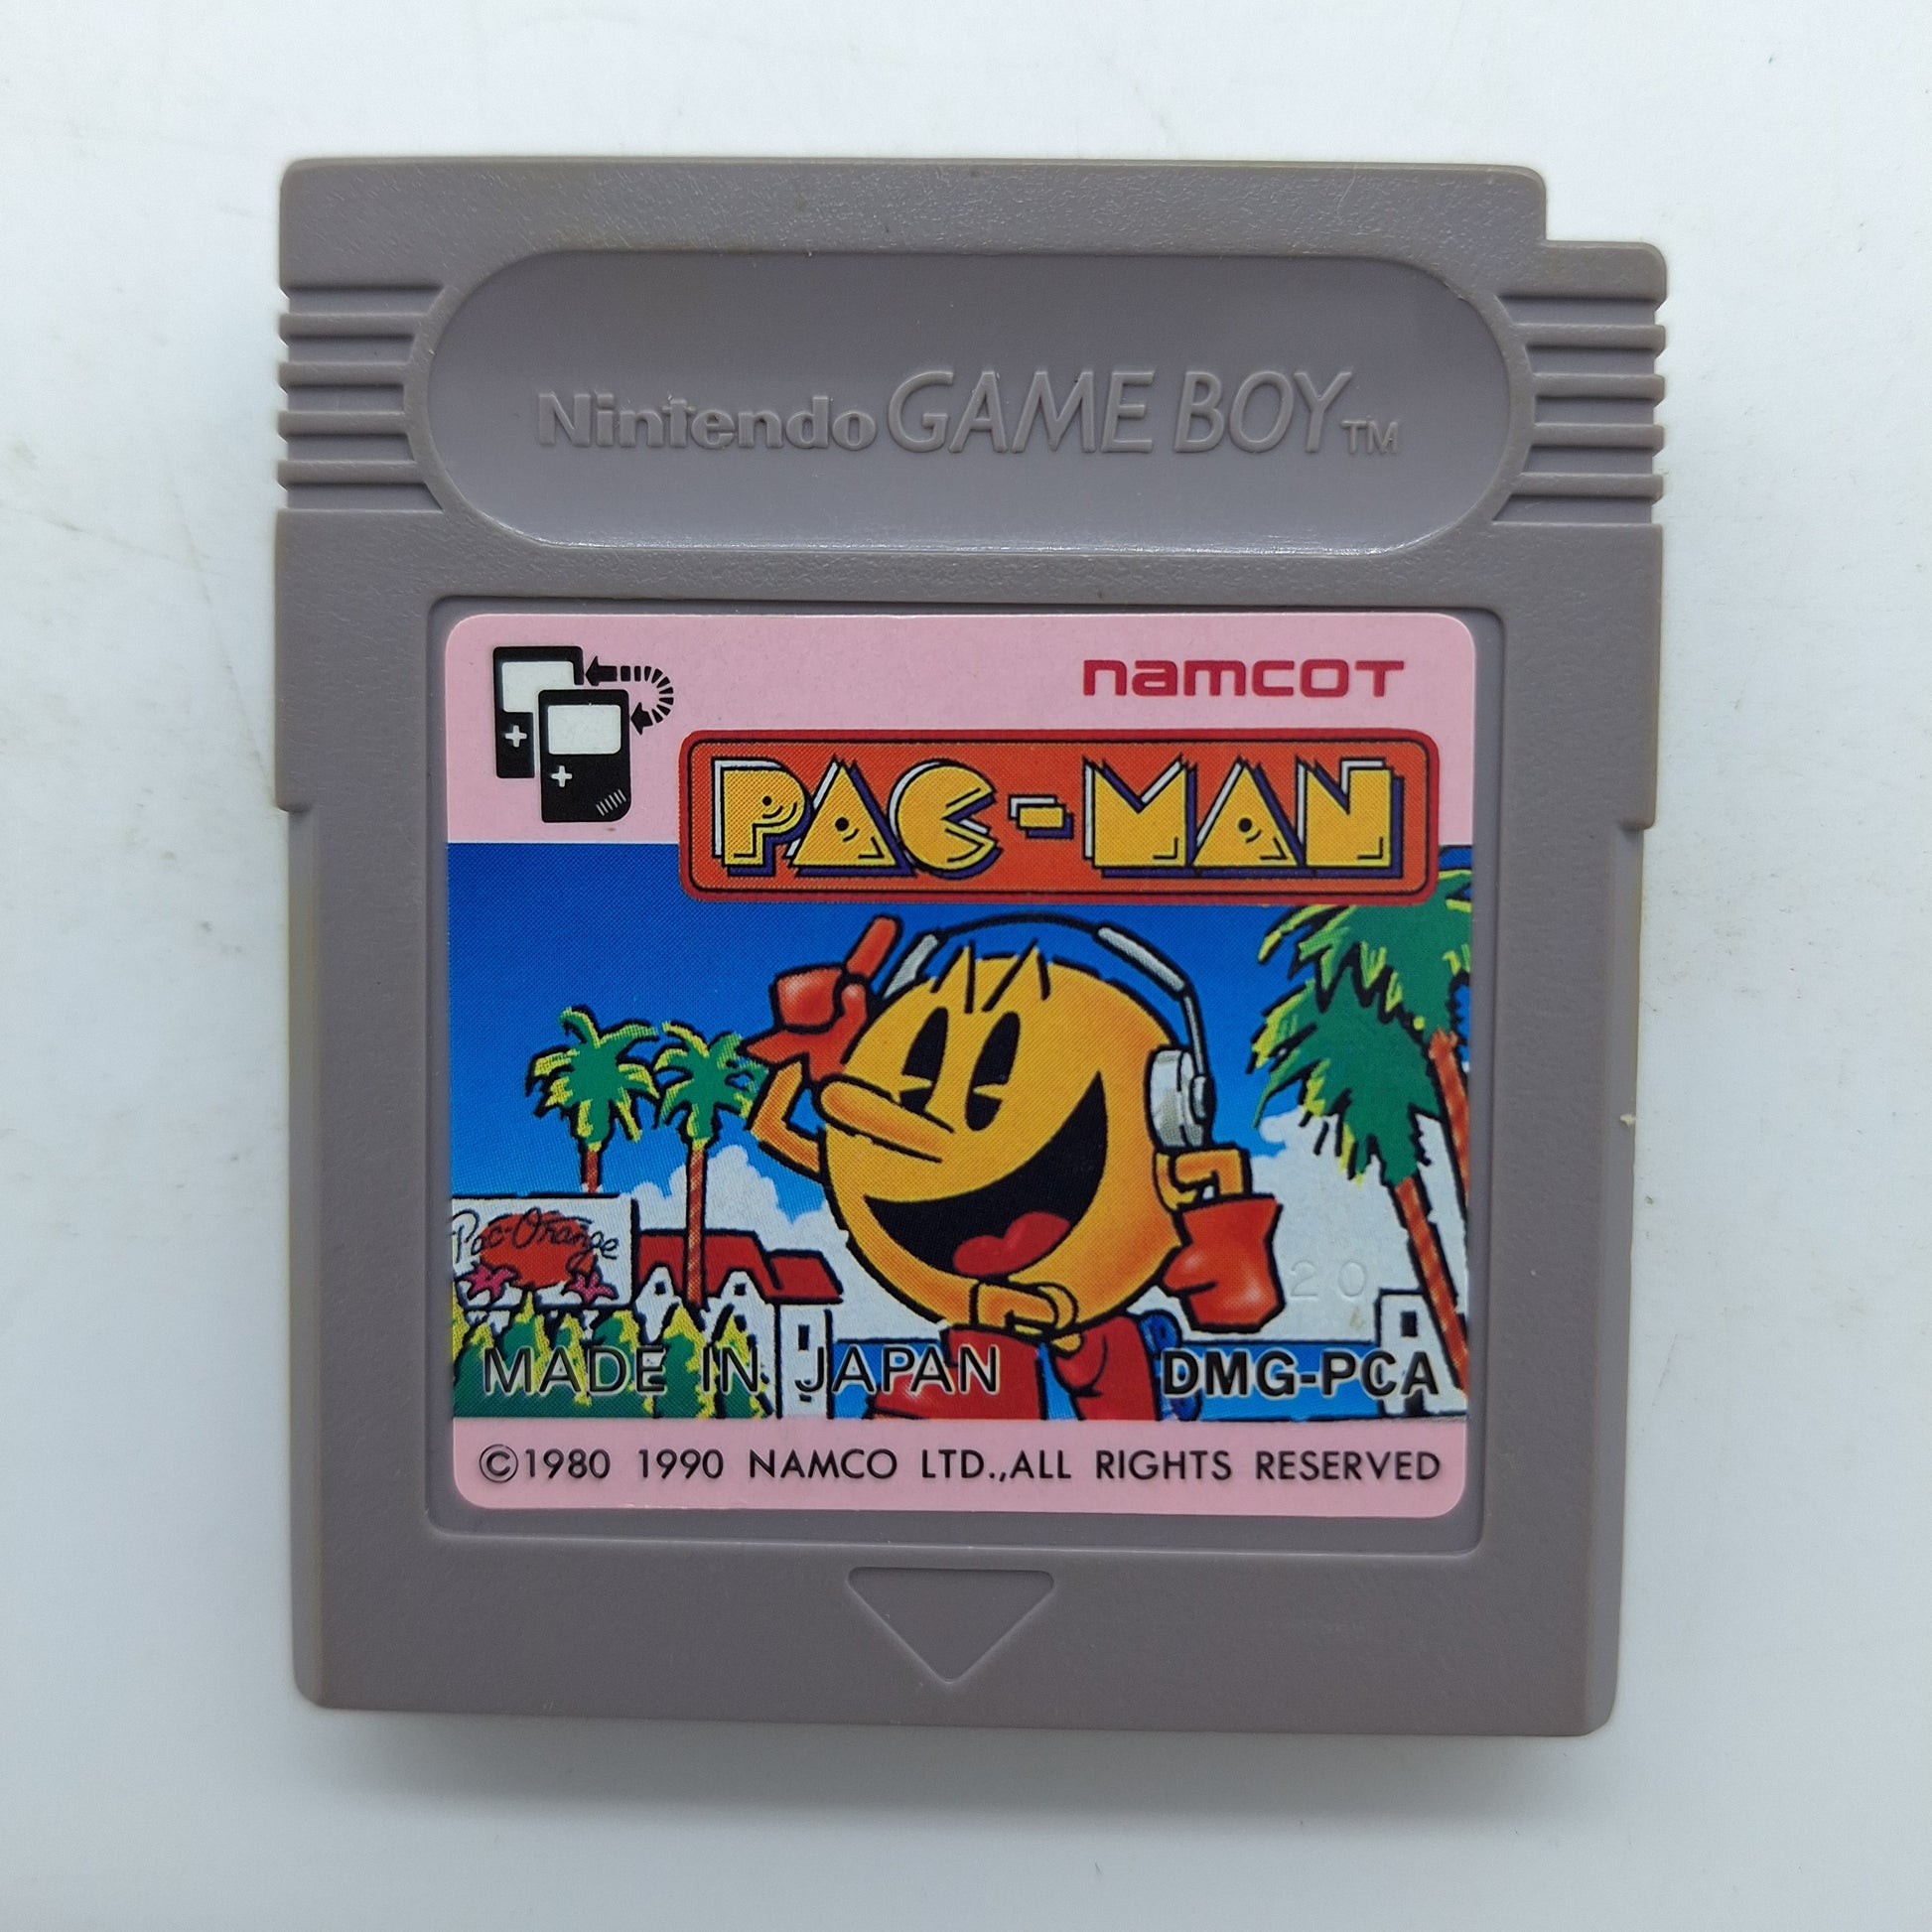 Nintendo GAME BOY TM
namcot
PAC-MAN
Pac-Orange
20
MADE IN JAPAN DMG-PCA
©1980 1990 NAMCO LTD.,ALL RIGHTS RESERVED